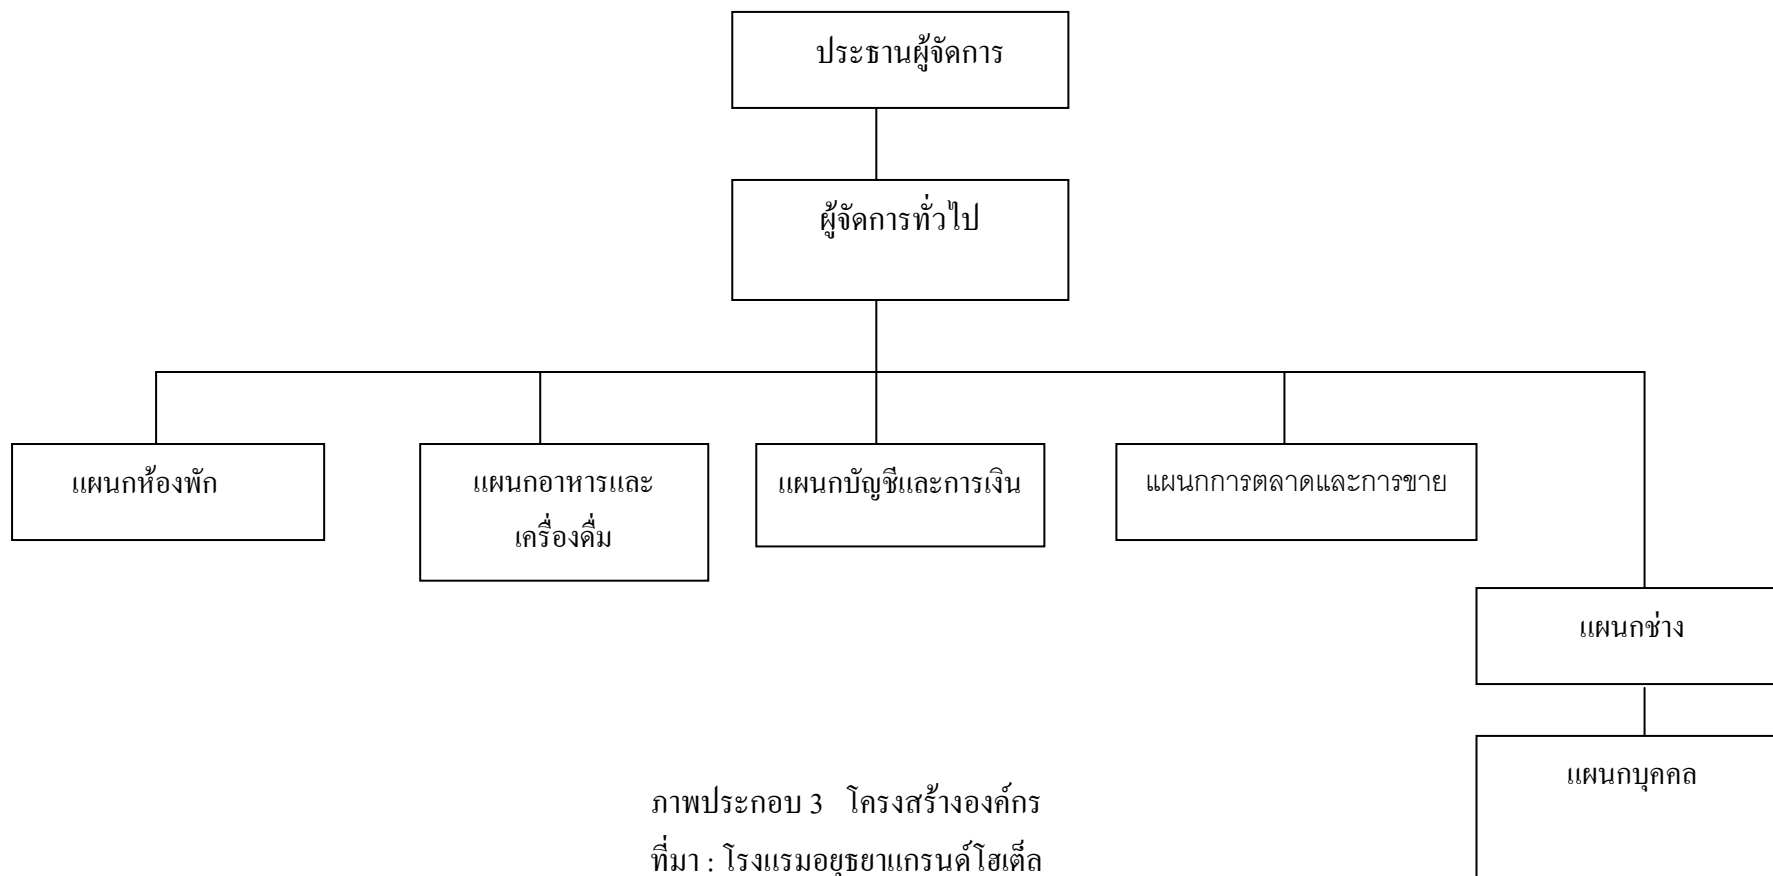 ประธานผู้จัดการ
ผู้จัดการทั่วไป
แผนกห้องพัก
แผนกอาหารและ
เครื่องดื่ม
แผนกบัญชีและการเงิน
แผนกการตลาดและการขาย
แผนกช่าง
แผนกบุคคล
ภาพประกอบ 3 โครงสร้างองค์กร
ที่มา : โรงแรมอยุธยาแกรนด์โฮเต็ล